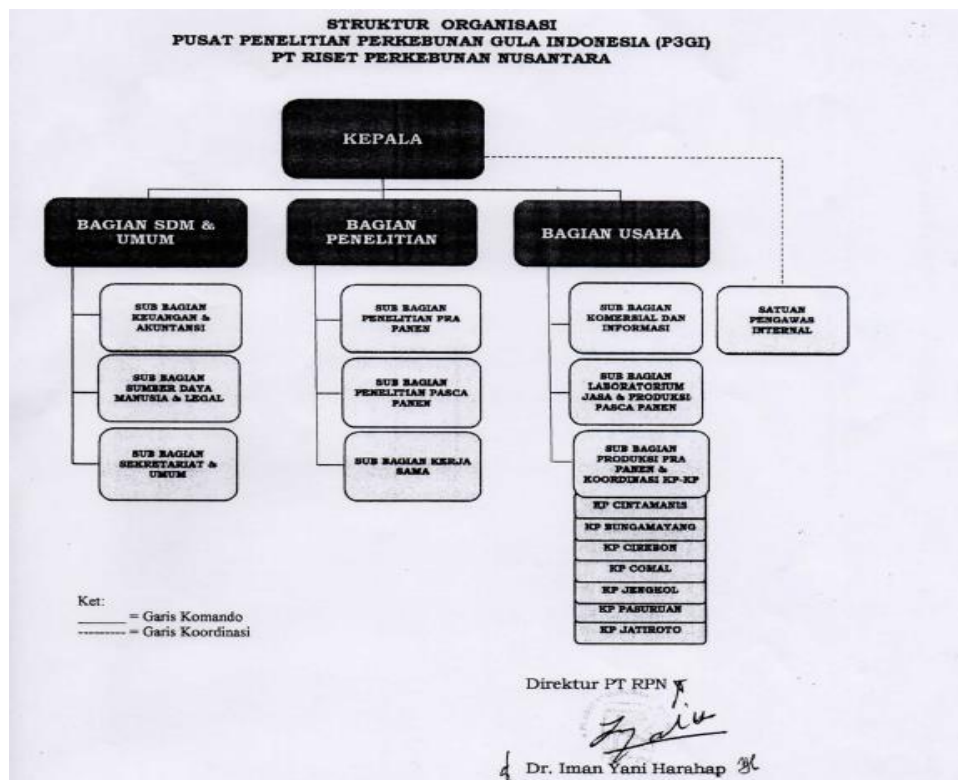 STRUKTUR ORGANISASI
PUSAT PENELITIAN PERKEBUNAN GULA INDONESIA (P3GI)
PT RISET PERKEBUNAN NUSANTARA
KEPALA
BAGIAN SDM &
UMUM
BAGIAN
PENELITIAN
BAGIAN USAHA
SUB BAGIAN
KEUANGAN &
AKUNTANSI
SUB BAGIAN
SUMBER DAYA
MANUSIA & LEGAL
SUB BAGIAN
SEKRETARIAT &
UMUM
SUB BAGIAN
PENELITIAN PRA
PANEN
SUB BAGIAN
PENELITIAN PASCA
PANEN
SUB BAGIAN KERJA
SAMA
SUB BAGIAN
KOMERSIAL DAN
INFORMASI
SUB BAGIAN
LABORATORIUM
JASA & PRODUKSI
PASCA PANEN
SUB BAGIAN
PRODUKSI PRA
PANEN &
KOORDINASI KP-KP
KP CINTAMANIS
KP BUNGAMAYANG
KP CIREBON
KP COMAL
KP JENGKOL
KP PASURUAN
KP JATIROTO
SATUAN
PENGAWAS
INTERNAL
Ket:
= Garis Komando
= Garis Koordinasi
Direktur PT RPN
Dr. Iman Yani Harahap